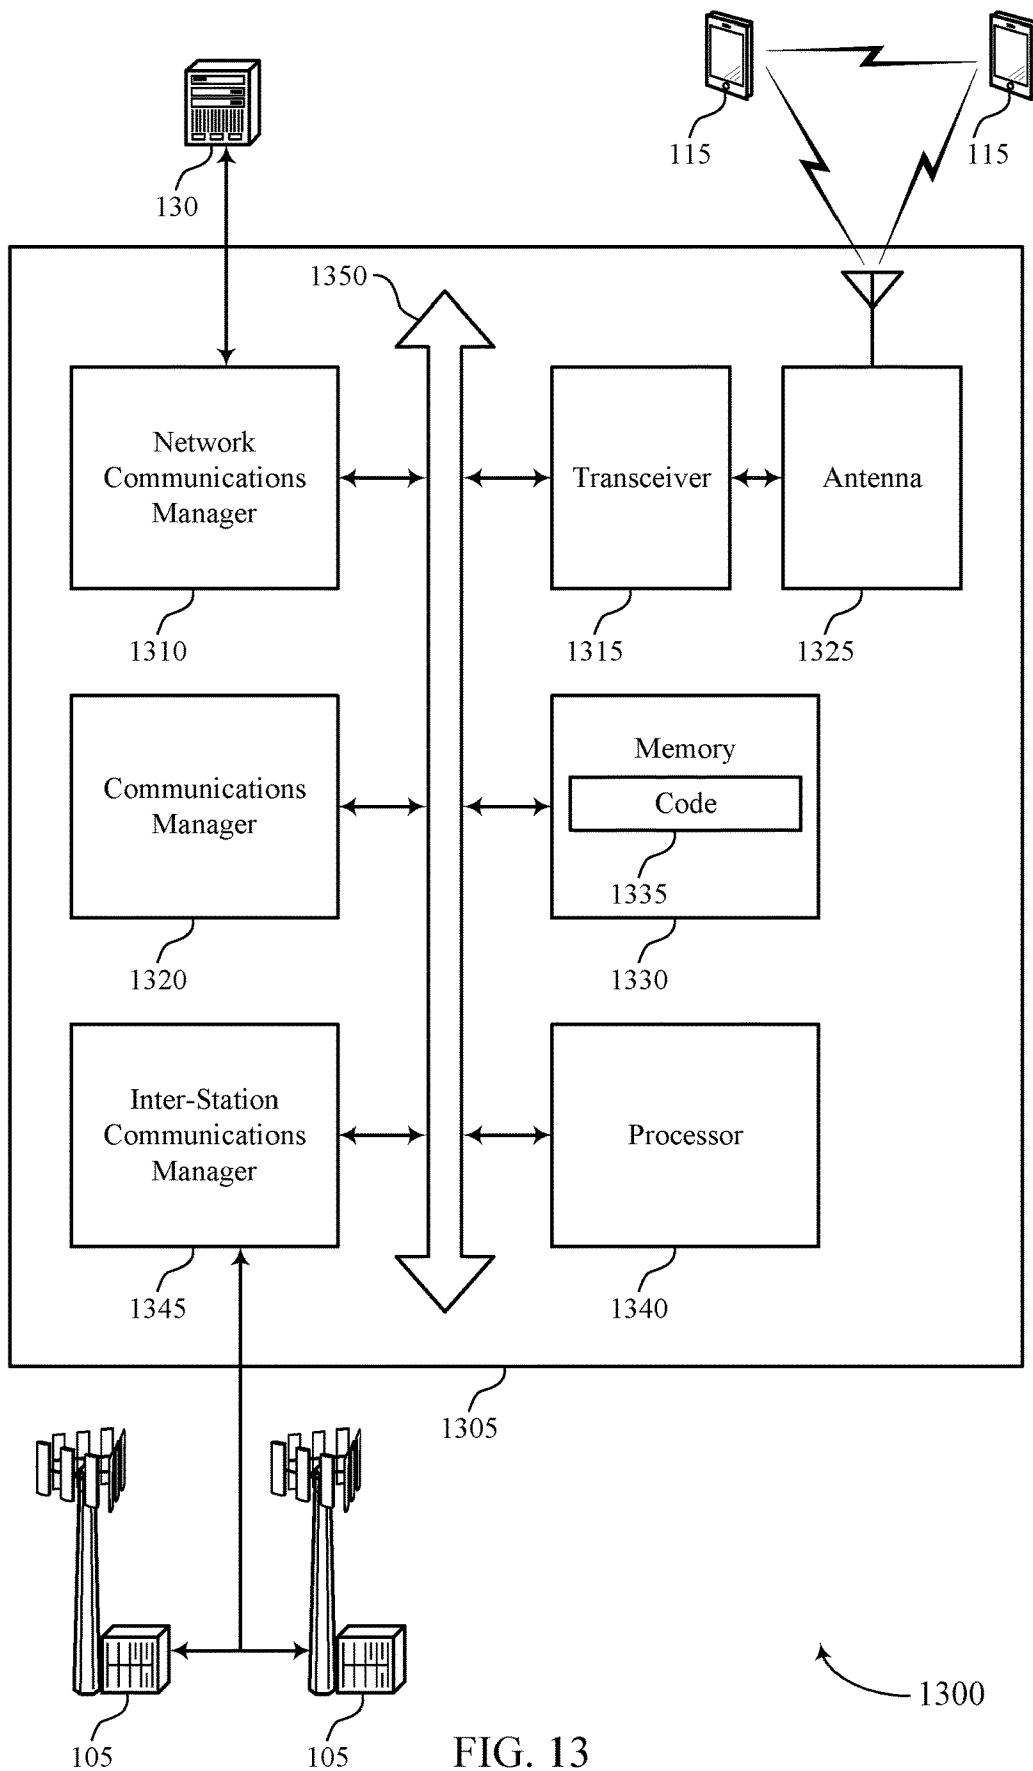 115
115
130
1350
Network
Communications
Manager
Transceiver
Antenna
1310
1315
1325
Communications
Manager
Memory
Code
1335
1320
1330
Inter-Station
Communications
Manager
Processor
1345
1340
1305
1300
105
105
FIG. 13